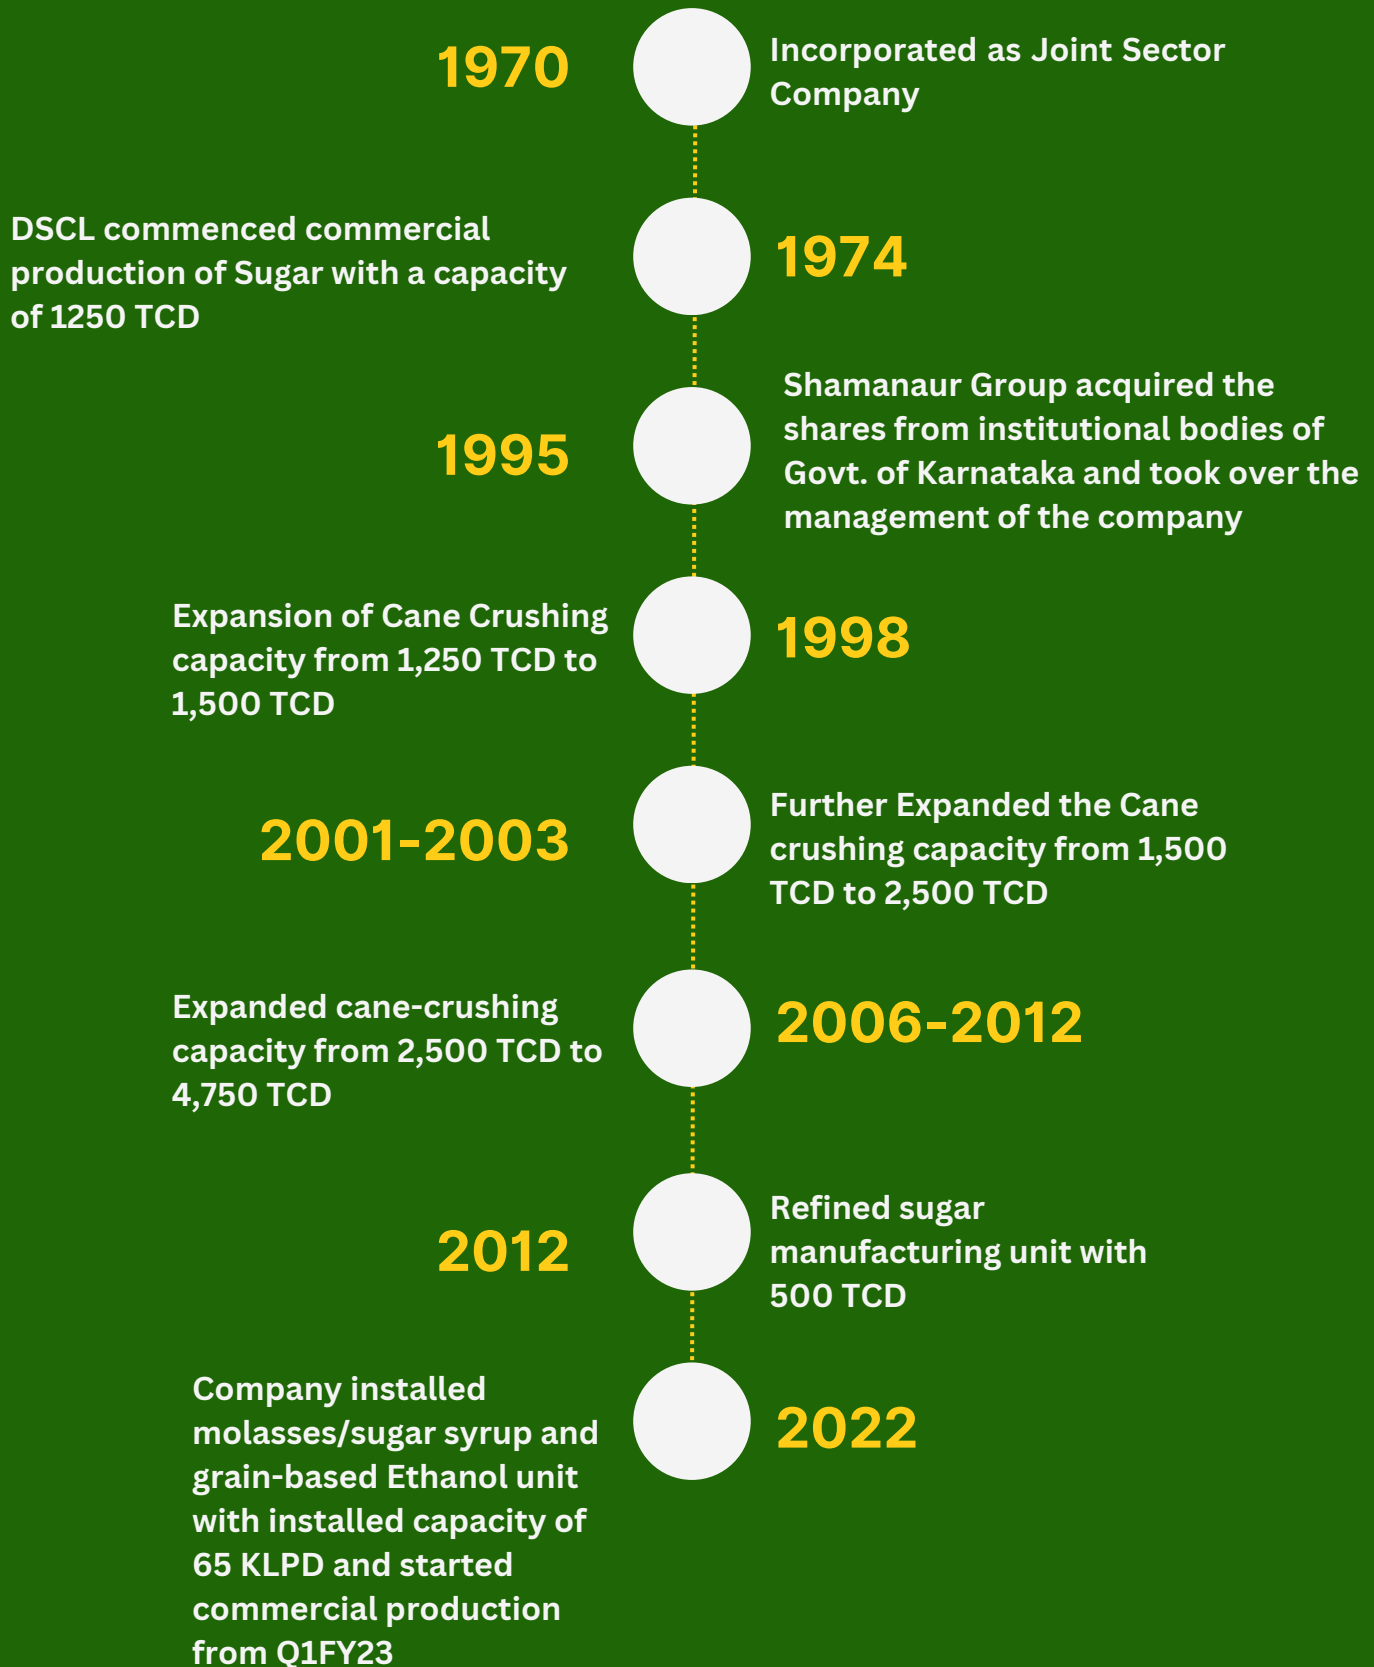 1970
Incorporated as Joint Sector
Company
DSCL commenced commercial
production of Sugar with a capacity
of 1250 TCD
1974
1995
Shamanaur Group acquired the
shares from institutional bodies of
Govt. of Karnataka and took over the
management of the company
Expansion of Cane Crushing
capacity from 1,250 TCD to
1,500 TCD
1998
2001-2003
Further Expanded the Cane
crushing capacity from 1,500
TCD to 2,500 TCD
Expanded cane-crushing
capacity from 2,500 TCD to
4,750 TCD
2006-2012
2012
Refined sugar
manufacturing unit with
500 TCD
Company installed
molasses/sugar syrup and
grain-based Ethanol unit
with installed capacity of
65 KLPD and started
commercial production
from Q1FY23
2022